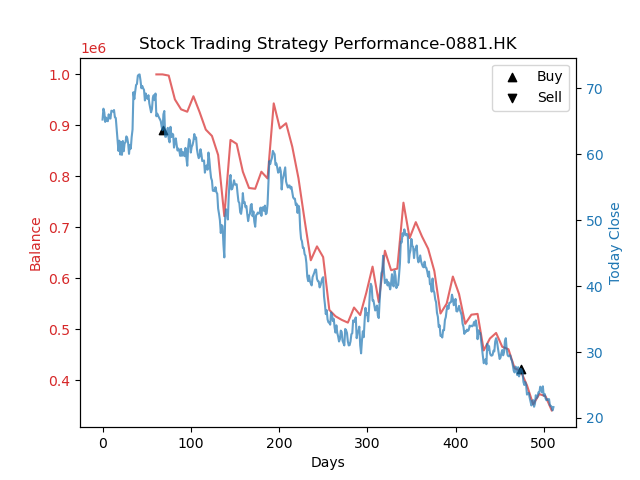 Stock Trading Strategy Performance-0881.HK
1e6
Buy
Sell
1.0
0.9
0.8
0.7
0.6
0.5
0.4
Balance
70
60
50
40
30
20
Today Close
0 100 200 300 400 500
Days